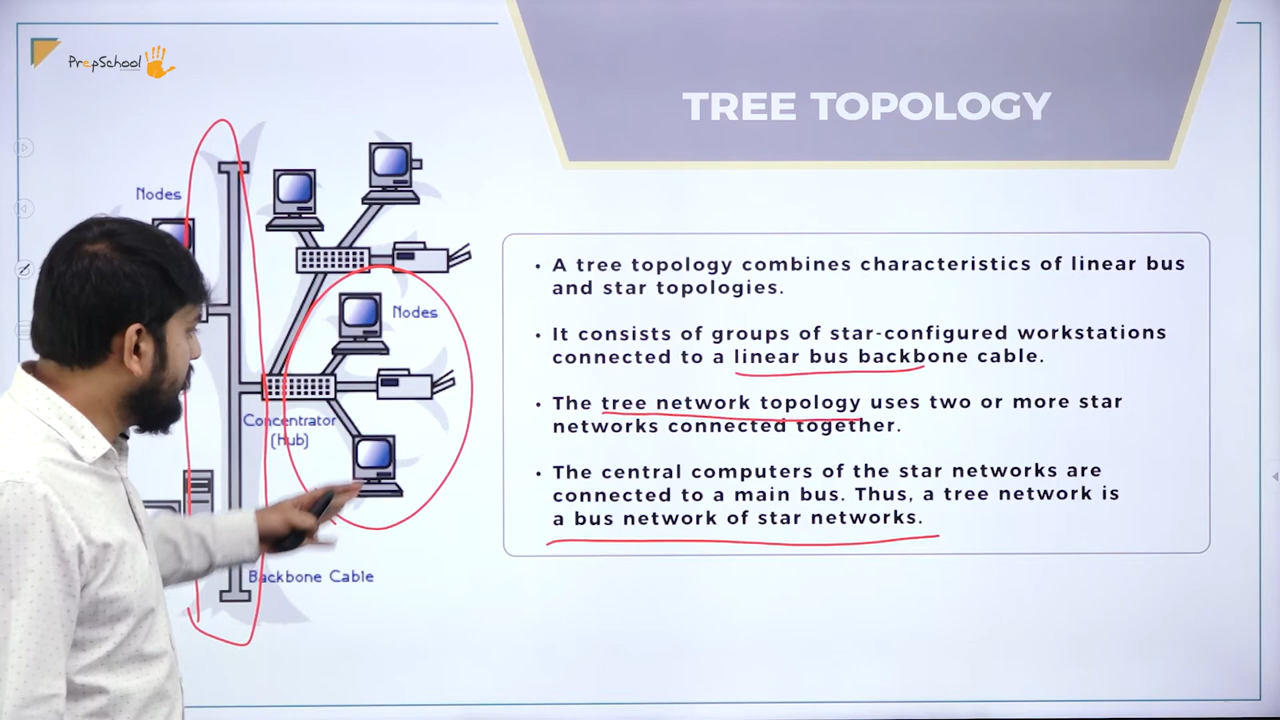 PrepSchool
TREE TOPOLOGY
Nodes
Nodes
Concentrator
(Hub)
Backbone Cable
• A tree topology combines characteristics of linear bus
and star topologies.
• It consists of groups of star-configured workstations
connected to a linear bus backbone cable.
• The tree network topology uses two or more star
networks connected together.
• The central computers of the star networks are
connected to a main bus. Thus, a tree network is
a bus network of star networks.